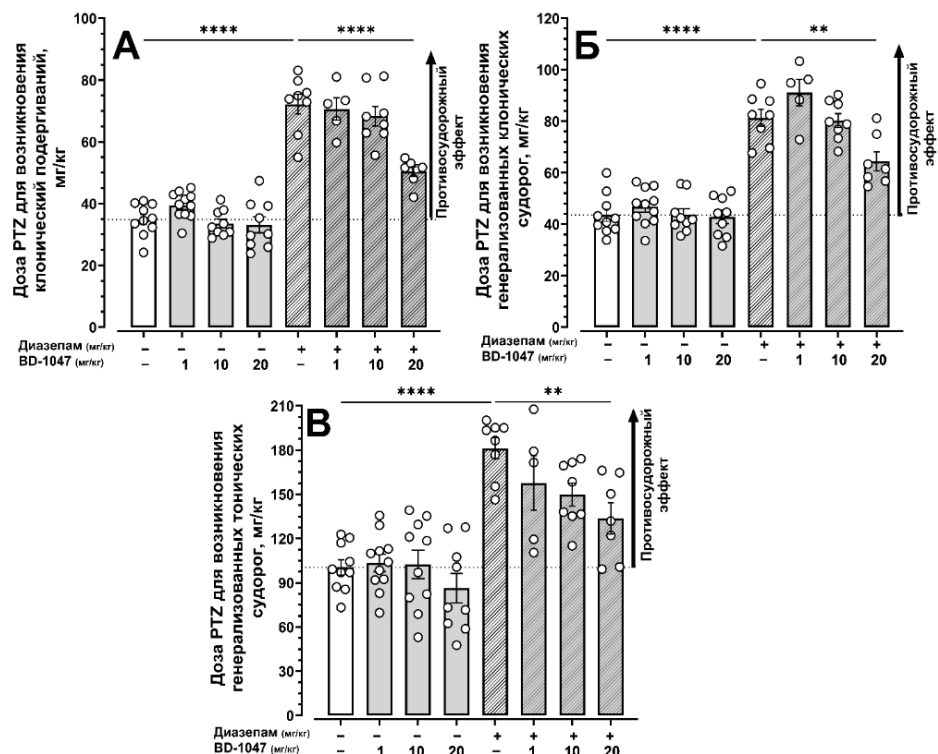 А
Доза PTZ для возникновения
клонический подергиваний,
мг/кг
100
80
60
40
20
0
****
****
Противосудорожный
эффект
Диазепам (мг/кг) – – – – + + + +
BD-1047 (мг/кг) – 1 10 20 – 1 10 20
Б
Доза PTZ для возникновения
генерализованных клонических
судорог, мг/кг
120
100
80
60
40
20
0
****
**
Противосудорожный
эффект
Диазепам (мг/кг) – – – – + + + +
BD-1047 (мг/кг) – 1 10 20 – 1 10 20
В
Доза PTZ для возникновения
генерализованных тонических
судорог, мг/кг
210
180
150
120
90
60
30
0
****
**
Противосудорожный
эффект
Диазепам (мг/кг) – – – – + + + +
BD-1047 (мг/кг) – 1 10 20 – 1 10 20